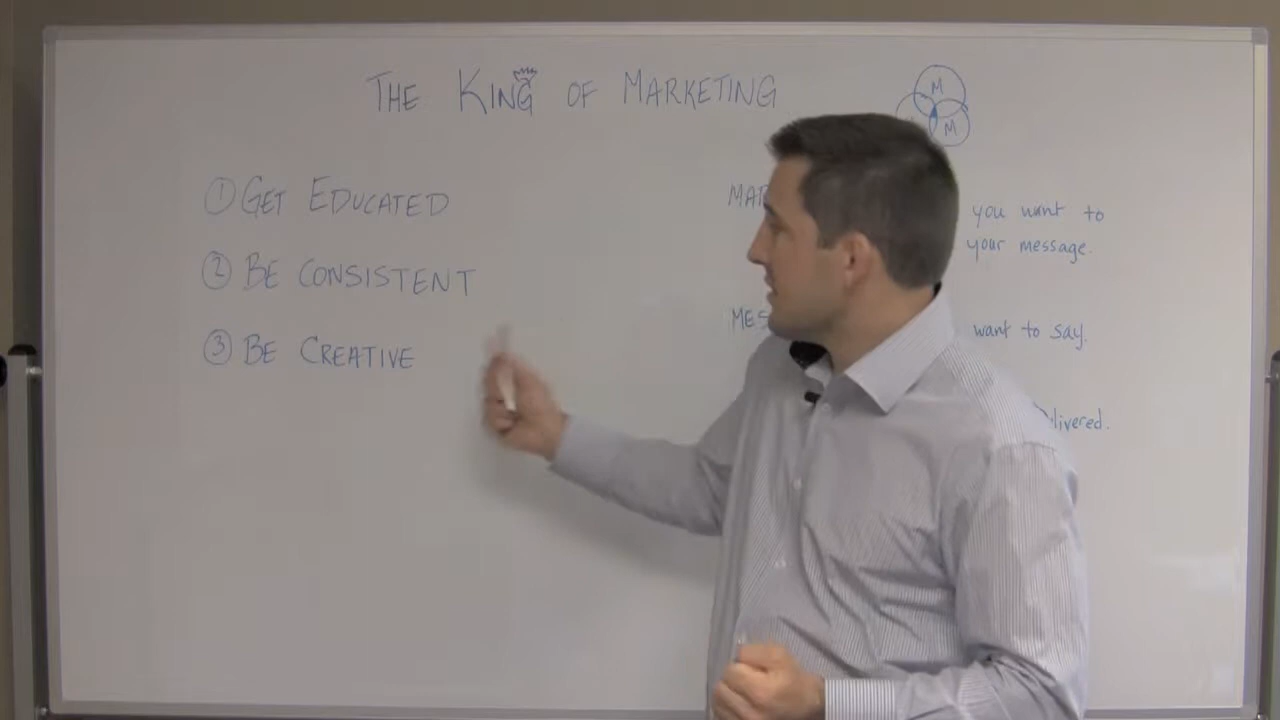 THE KING OF MARKETING
M
M
① GET EDUCATED
② BE CONSISTENT
③ BE CREATIVE
you want to
your message.
want to say.